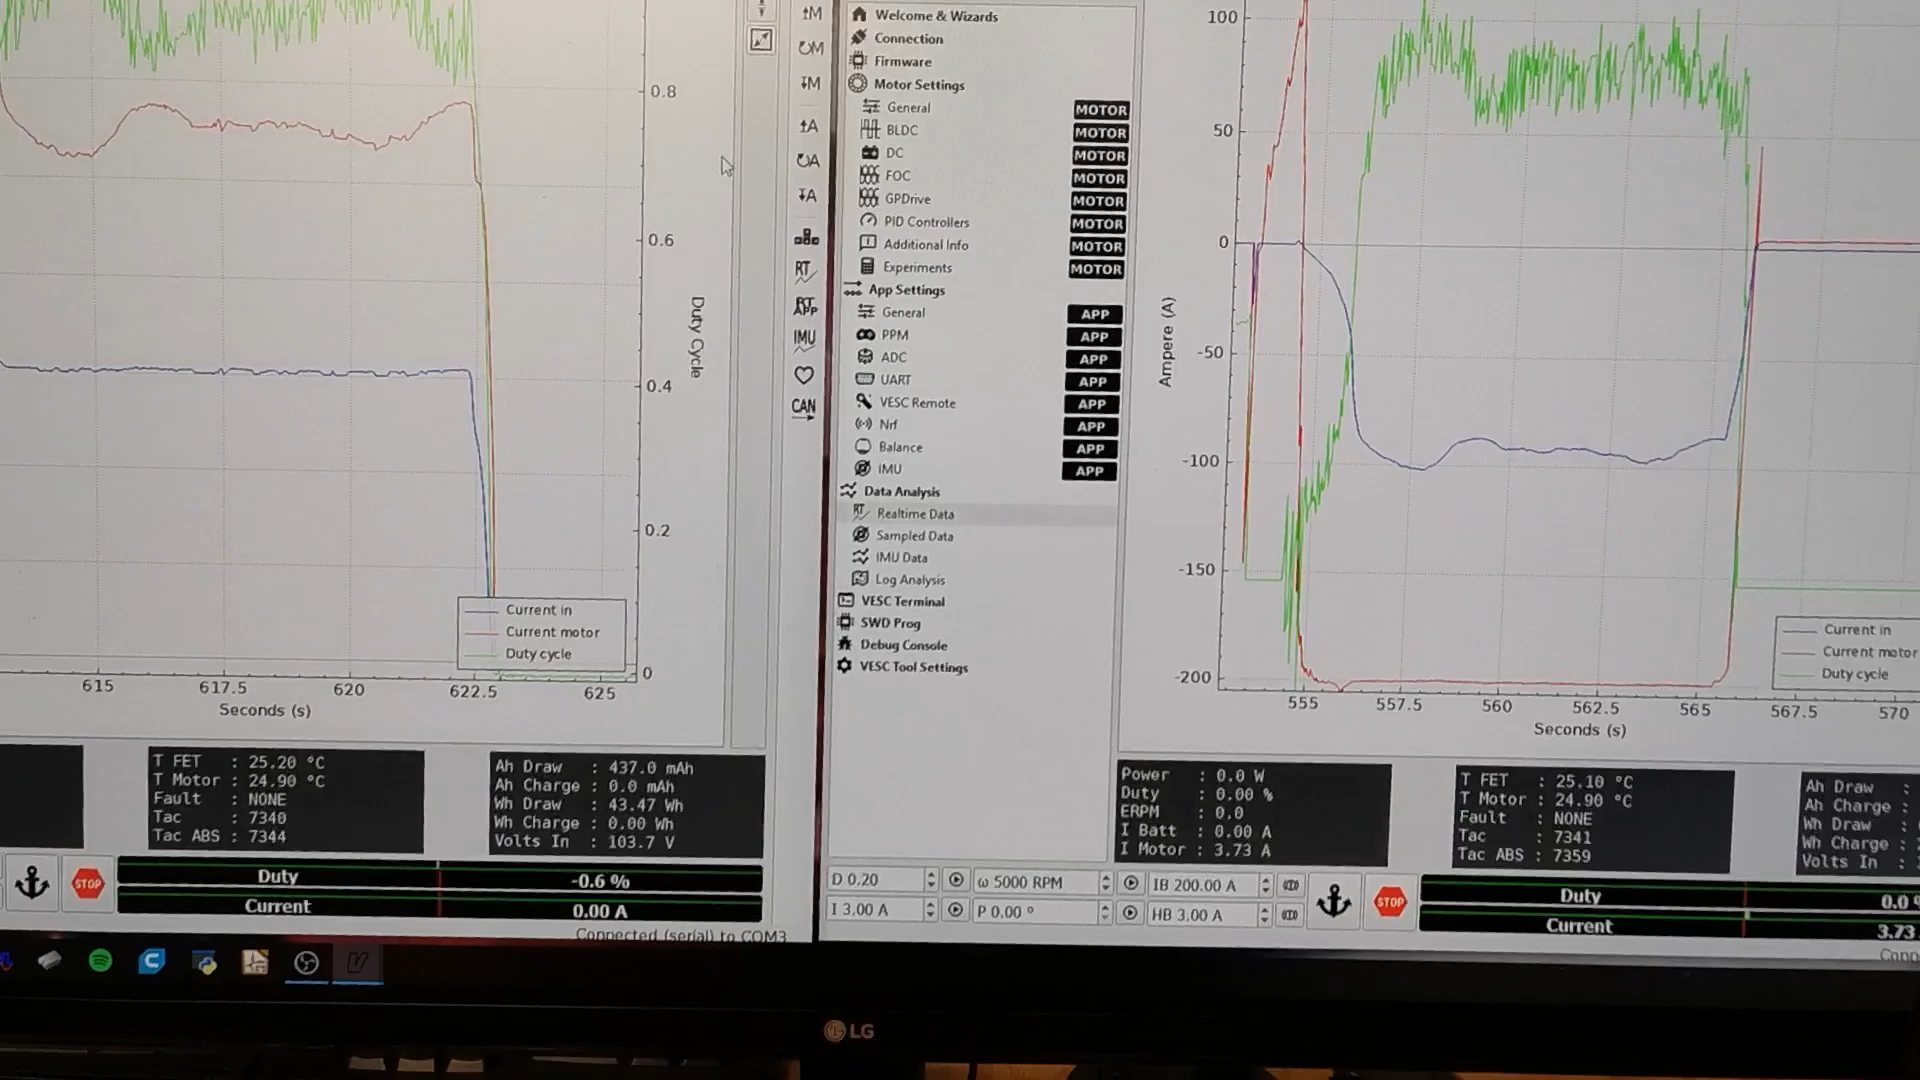 0.8
0.6
0.4
0.2
0
Duty Cycle
Current in
Current motor
Duty cycle
615
617.5
620
622.5
625
Seconds (s)
T FET : 25.20 °C
T Motor : 24.90 °C
Fault : NONE
Tac : 7340
Tac ABS : 7344
Ah Draw : 437.0 mAh
Ah Charge : 0.0 mAh
Wh Draw : 43.47 Wh
Wh Charge : 0.00 Wh
Volts In : 103.7 V
STOP
Duty -0.6 %
Current 0.00 A
Connected (serial) to COM3
M
M
M
A
A
A
RT
RT APP
IMU
CAN
Welcome & Wizards
Connection
Firmware
Motor Settings
General MOTOR
BLDC MOTOR
DC MOTOR
FOC MOTOR
GPDrive MOTOR
PID Controllers MOTOR
Additional Info MOTOR
Experiments MOTOR
App Settings
General APP
PPM APP
ADC APP
UART APP
VESC Remote APP
Nrf APP
Balance APP
IMU APP
Data Analysis
RT Realtime Data
Sampled Data
IMU Data
Log Analysis
VESC Terminal
SWD Prog
Debug Console
VESC Tool Settings
100
50
0
-50
-100
-150
-200
Ampere (A)
Current in
Current motor
Duty cycle
555
557.5
560
562.5
565
567.5
570
Seconds (s)
Power : 0.0 W
Duty : 0.00 %
ERPM : 0.0
I Batt : 0.00 A
I Motor : 3.73 A
T FET : 25.10 °C
T Motor : 24.90 °C
Fault : NONE
Tac : 7341
Tac ABS : 7359
Ah Draw :
Ah Charge :
Wh Draw :
Wh Charge :
Volts In :
D 0.20
ω 5000 RPM
IB 200.00 A
I 3.00 A
P 0.00 °
HB 3.00 A
STOP
Duty 0.0 %
Current 3.73
LG